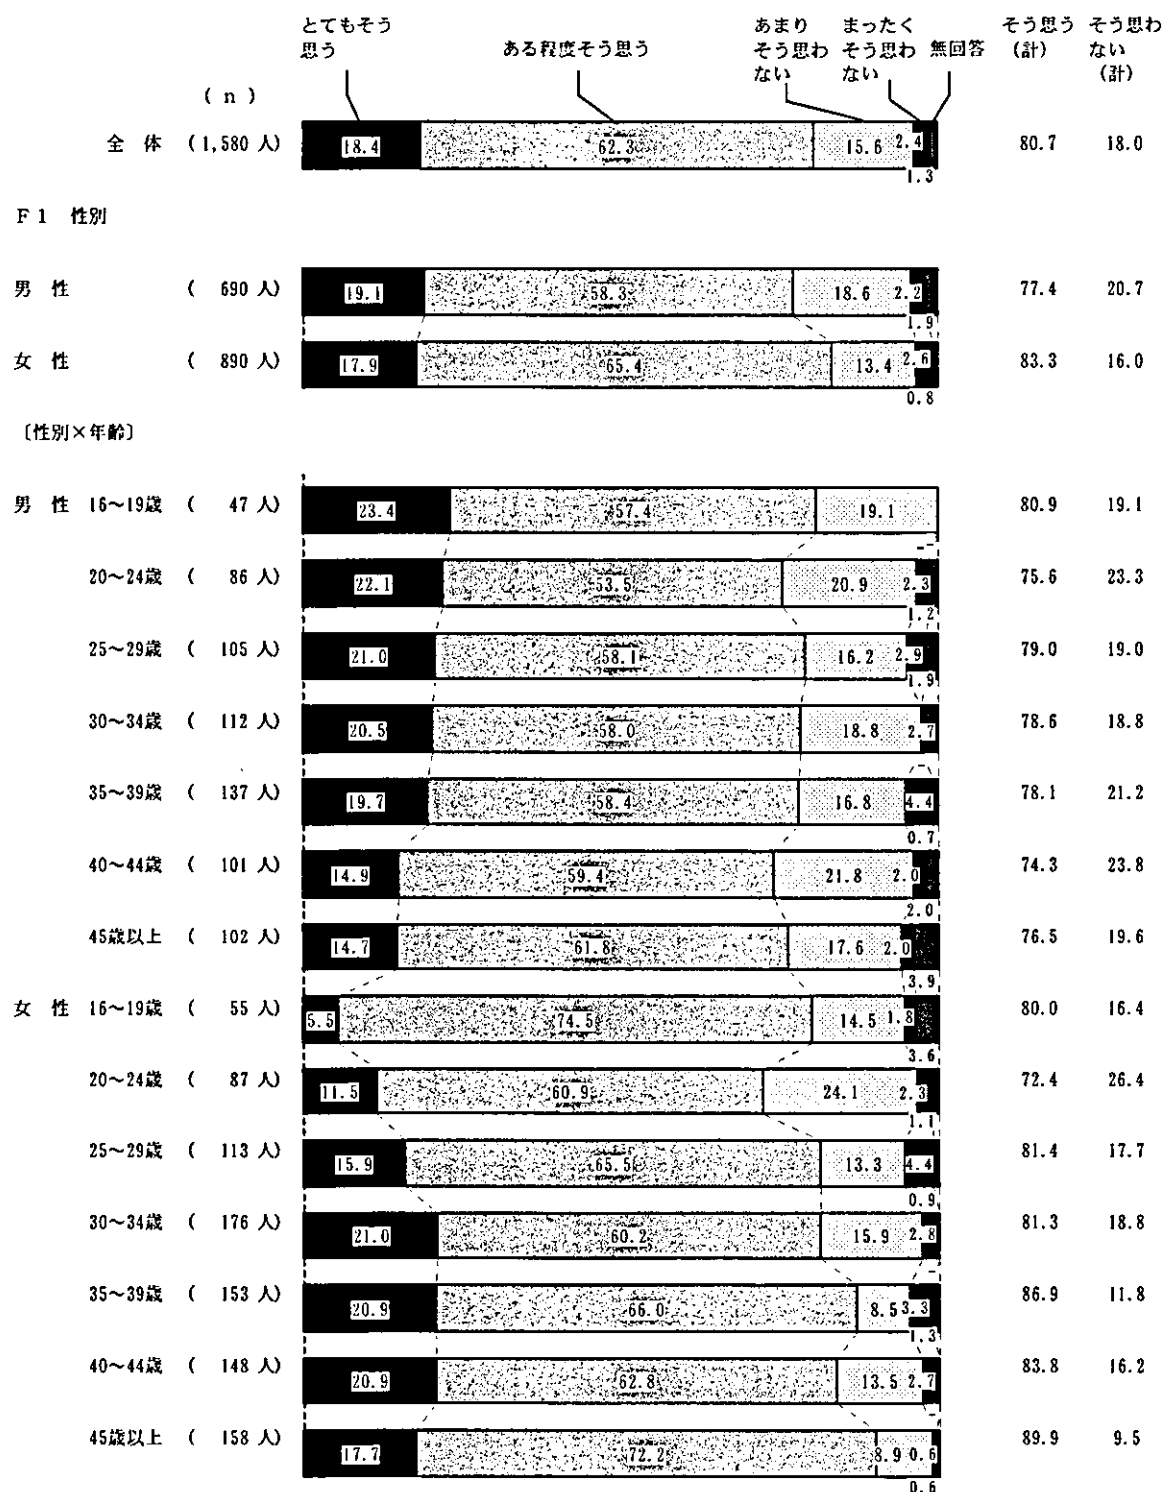 とてもそう思う ある程度そう思う あまりそう思わない まったくそう思わない 無回答 そう思う(計) そう思わない(計)
(n)
全体 (1,580人) 18.4 62.3 15.6 2.4 1.3 80.7 18.0
F1 性別
男性 (690人) 19.1 58.3 18.6 2.2 1.9 77.4 20.7
女性 (890人) 17.9 65.4 13.4 2.6 0.8 83.3 16.0
〔性別×年齢〕
男性 16〜19歳 (47人) 23.4 57.4 19.1 - - 80.9 19.1
20〜24歳 (86人) 22.1 53.5 20.9 2.3 1.2 75.6 23.3
25〜29歳 (105人) 21.0 58.1 16.2 2.9 1.9 79.0 19.0
30〜34歳 (112人) 20.5 58.0 18.8 2.7 78.6 18.8
35〜39歳 (137人) 19.7 58.4 16.8 4.4 0.7 78.1 21.2
40〜44歳 (101人) 14.9 59.4 21.8 2.0 2.0 74.3 23.8
45歳以上 (102人) 14.7 61.8 17.6 2.0 3.9 76.5 19.6
女性 16〜19歳 (55人) 5.5 74.5 14.5 1.8 3.6 80.0 16.4
20〜24歳 (87人) 11.5 60.9 24.1 2.3 1.1 72.4 26.4
25〜29歳 (113人) 15.9 65.5 13.3 4.4 0.9 81.4 17.7
30〜34歳 (176人) 21.0 60.2 15.9 2.8 - 81.3 18.8
35〜39歳 (153人) 20.9 66.0 8.5 3.3 1.3 86.9 11.8
40〜44歳 (148人) 20.9 62.8 13.5 2.7 - 83.8 16.2
45歳以上 (158人) 17.7 72.2 8.9 0.6 0.6 89.9 9.5